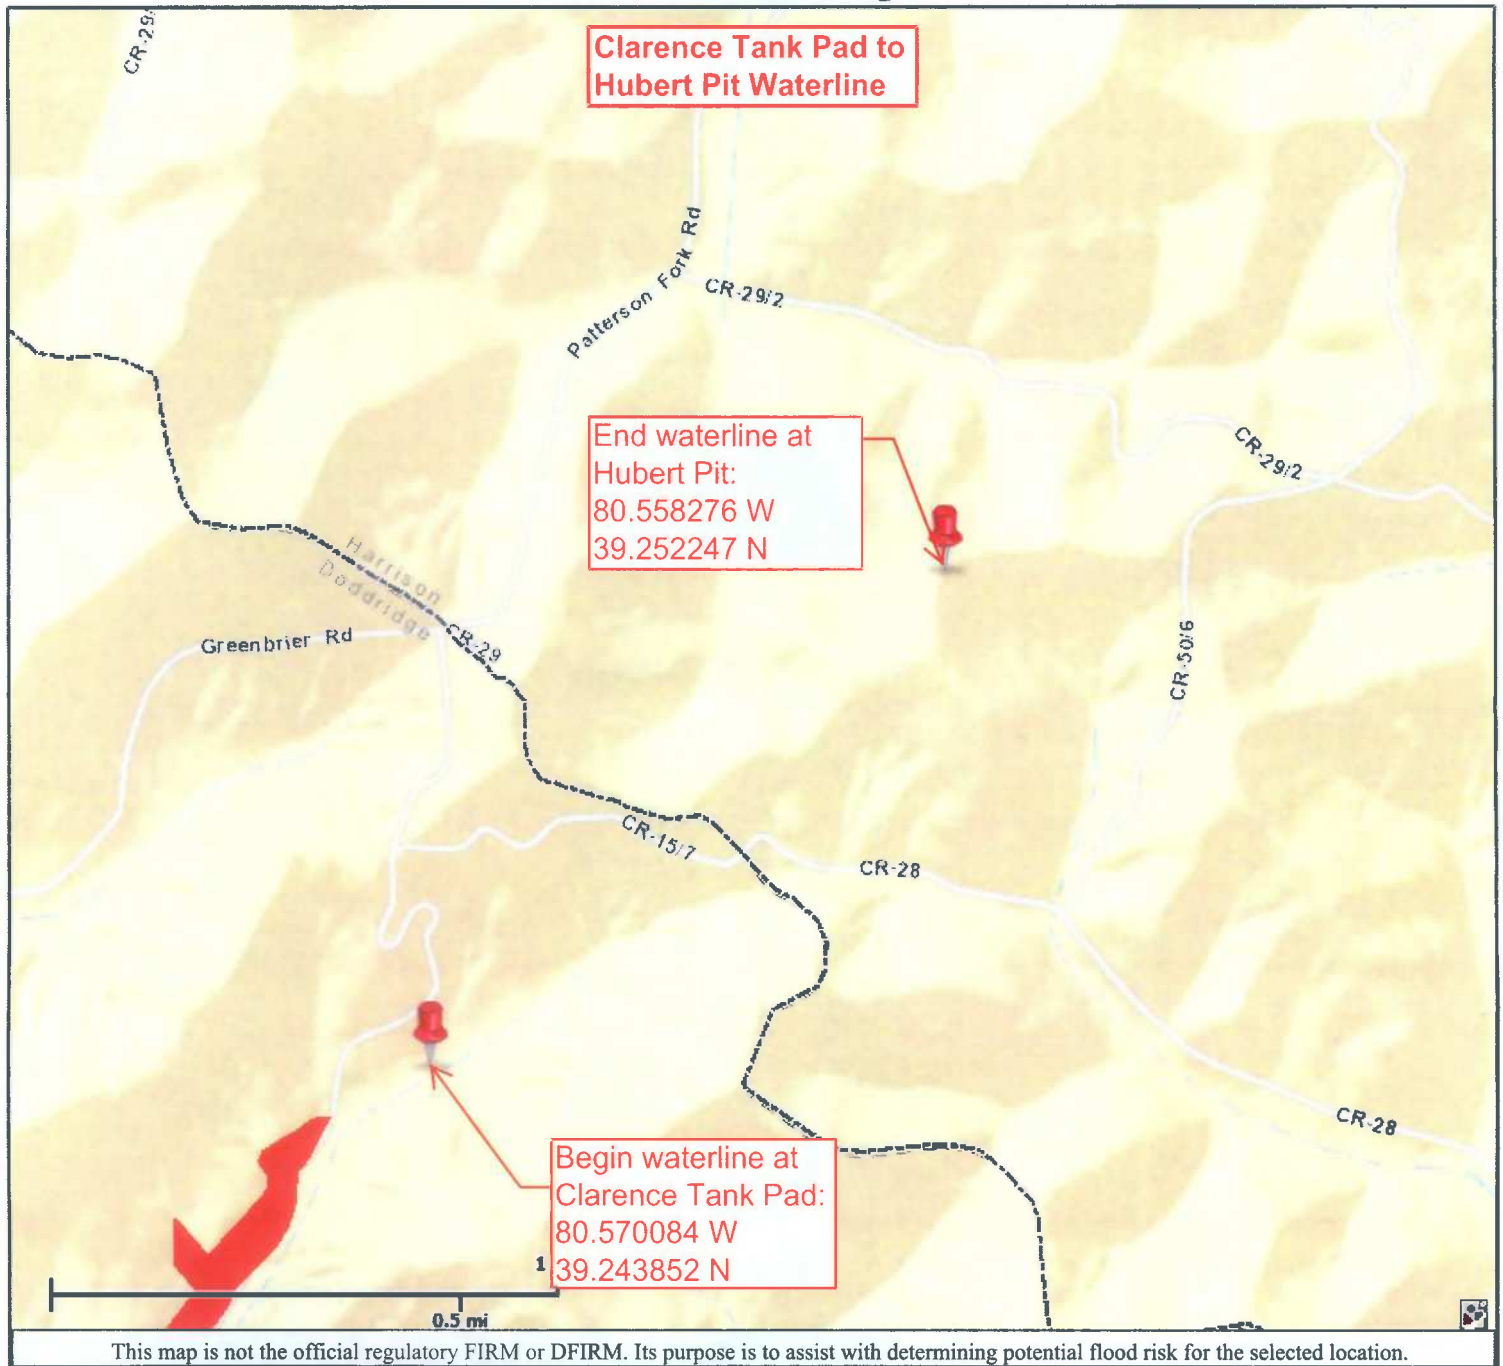 CR-29/
Clarence Tank Pad to
Hubert Pit Waterline
Patterson Fork Rd
CR-29/2
End waterline at
Hubert Pit:
80.558276 W
39.252247 N
CR-29/2
Harrison
Doddridge
Greenbrier Rd
CR-29
CR-50/6
CR-15/7
CR-28
CR-28
Begin waterline at
Clarence Tank Pad:
80.570084 W
39.243852 N
1
0.5 mi
This map is not the official regulatory FIRM or DFIRM. Its purpose is to assist with determining potential flood risk for the selected location.